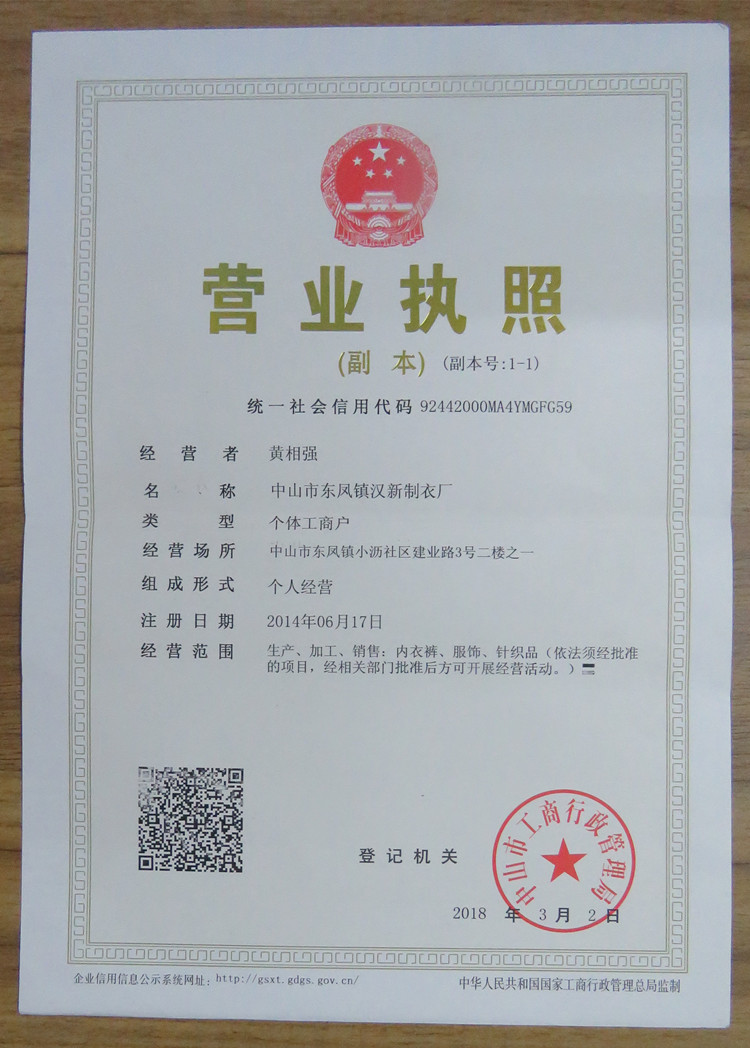 营业执照
(副 本) (副本号:1-1)
统一社会信用代码 92442000MA4YMGFG59
经营者 黄相强
名称 中山市东凤镇汉新制衣厂
类型 个体工商户
经营场所 中山市东凤镇小沥社区建业路3号二楼之一
组成形式 个人经营
注册日期 2014年06月17日
经营范围 生产、加工、销售：内衣裤、服饰、针织品（依法须经批准
的项目，经相关部门批准后方可开展经营活动。）
登记机关
中山市工商行政管理局
2018 年 3 月 2 日
企业信用信息公示系统网址：http://gsxt.gdgs.gov.cn/
中华人民共和国国家工商行政管理总局监制